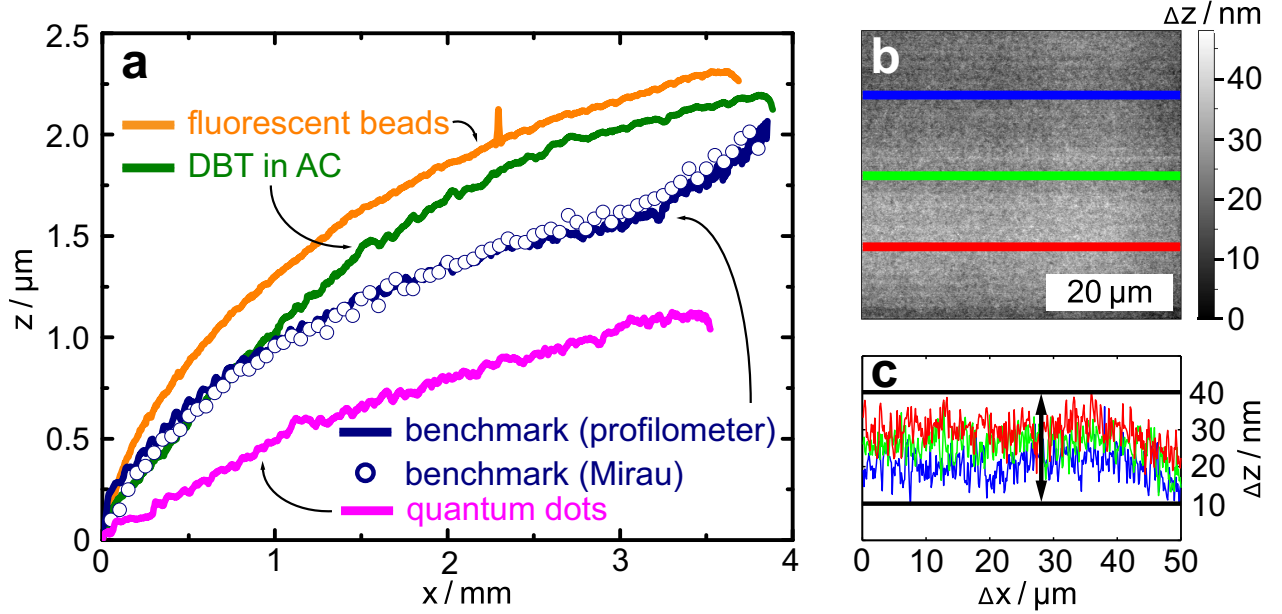 a
z / µm
2.5
2.0
1.5
1.0
0.5
0
0
1
2
3
4
x / mm
fluorescent beads
DBT in AC
benchmark (profilometer)
benchmark (Mirau)
quantum dots
b
20 µm
Δz / nm
40
30
20
10
0
c
40
30
20
10
Δz / nm
0
10
20
30
40
50
Δx / µm